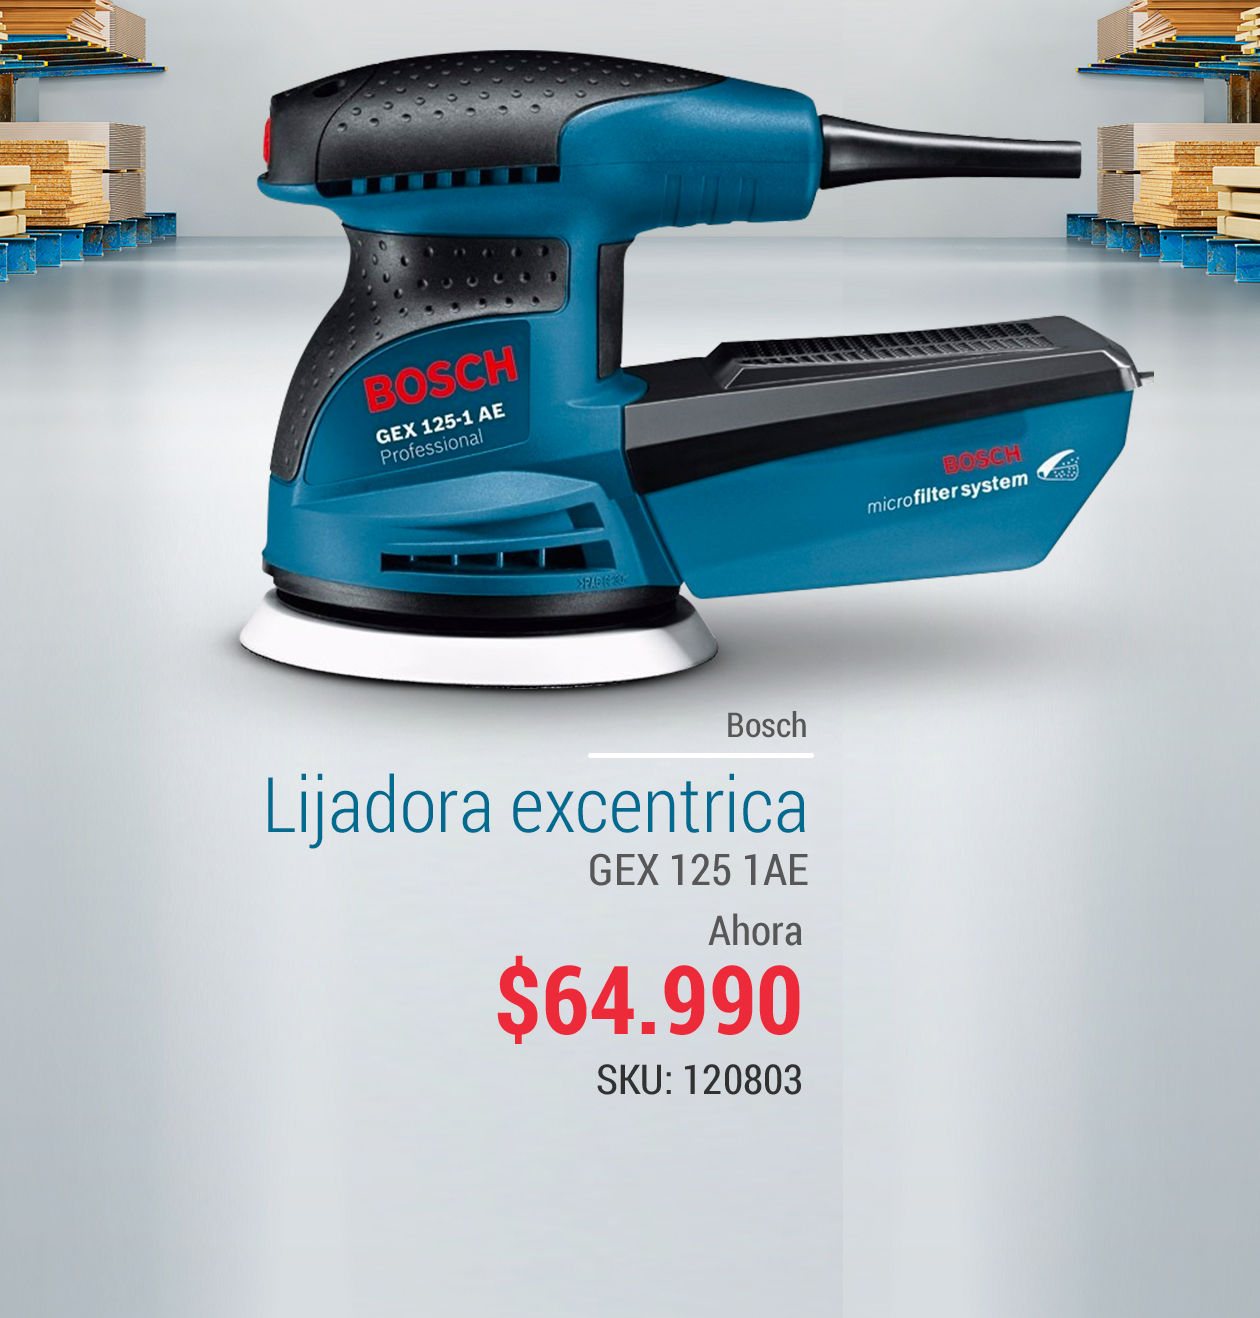 BOSCH
GEX 125-1 AE
Professional
BOSCH
microfilter system
Bosch
Lijadora excentrica
GEX 125 1AE
Ahora
$64.990
SKU: 120803